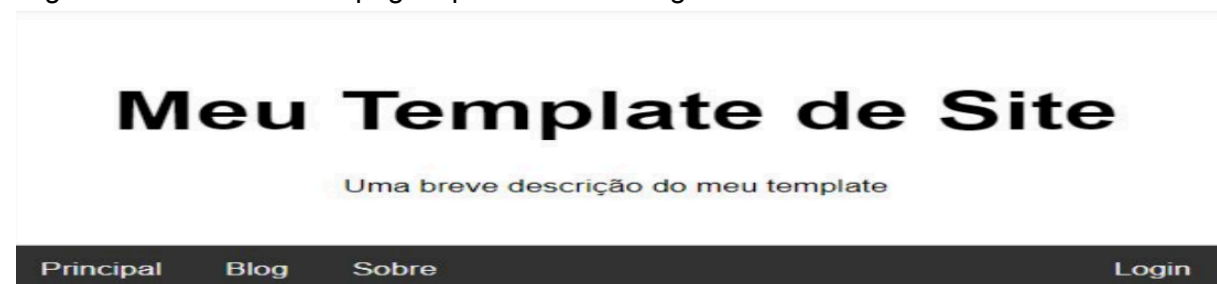 Meu Template de Site
Uma breve descrição do meu template
Principal Blog Sobre Login